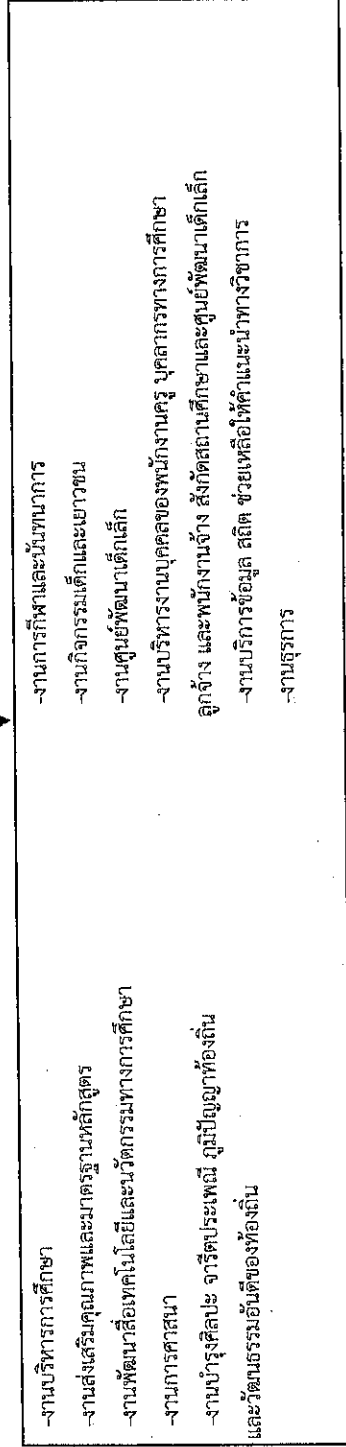 -งานบริหารการศึกษา
-งานส่งเสริมคุณภาพและมาตรฐานหลักสูตร
-งานพัฒนาสื่อเทคโนโลยีและนวัตกรรมทางการศึกษา
-งานการศาสนา
-งานบำรุงศิลปะ จารีตประเพณี ภูมิปัญญาท้องถิ่น
และวัฒนธรรมอันดีของท้องถิ่น
-งานการกีฬาและนันทนาการ
-งานกิจกรรมเด็กและเยาวชน
-งานศูนย์พัฒนาเด็กเล็ก
-งานบริหารงานบุคคลของพนักงานครู บุคลากรทางการศึกษา
ลูกจ้าง และพนักงานจ้าง สังกัดสถานศึกษาและศูนย์พัฒนาเด็กเล็ก
-งานบริการข้อมูล สถิต ช่วยเหลือให้คำแนะนำทางวิชาการ
-งานธุรการ